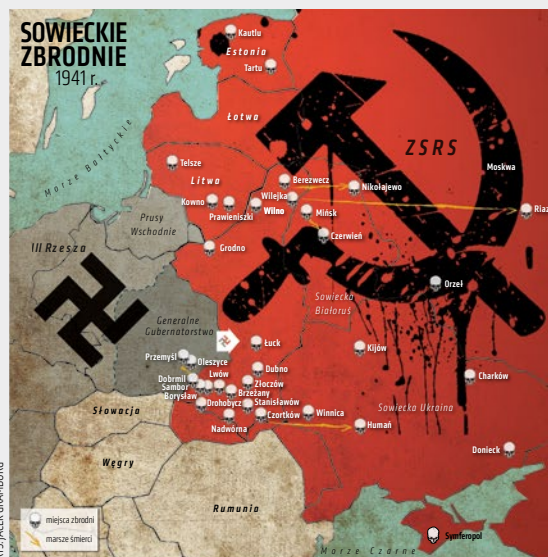 SOWIECKIE
ZBRODNIE
1941 r.
Kautlu
Estonia
Tartu
Morze Bałtyckie
Łotwa
ZSRS
Moskwa
Telsze
Litwa
Berezwecz
Wilejka
Nikołajewo
Kowno
Prawieniszki
Wilno
Mińsk
Riaz
Prusy
Wschodnie
Czerwień
III Rzesza
Grodno
Orzeł
Sowiecka
Białoruś
Generalne
Gubernatorstwo
Łuck
Kijów
Przemyśl
Oleszyce
Dubno
Lwów
Dobrmil
Sambor
Borysław
Złoczów
Brzeżany
Charków
Drohobycz
Stanisławów
Słowacja
Czortków
Winnica
Sowiecka Ukraina
Nadwórna
Humań
Donieck
Węgry
Rumunia
miejsca zbrodni
marsze śmierci
Symferopol
Morze Czarne